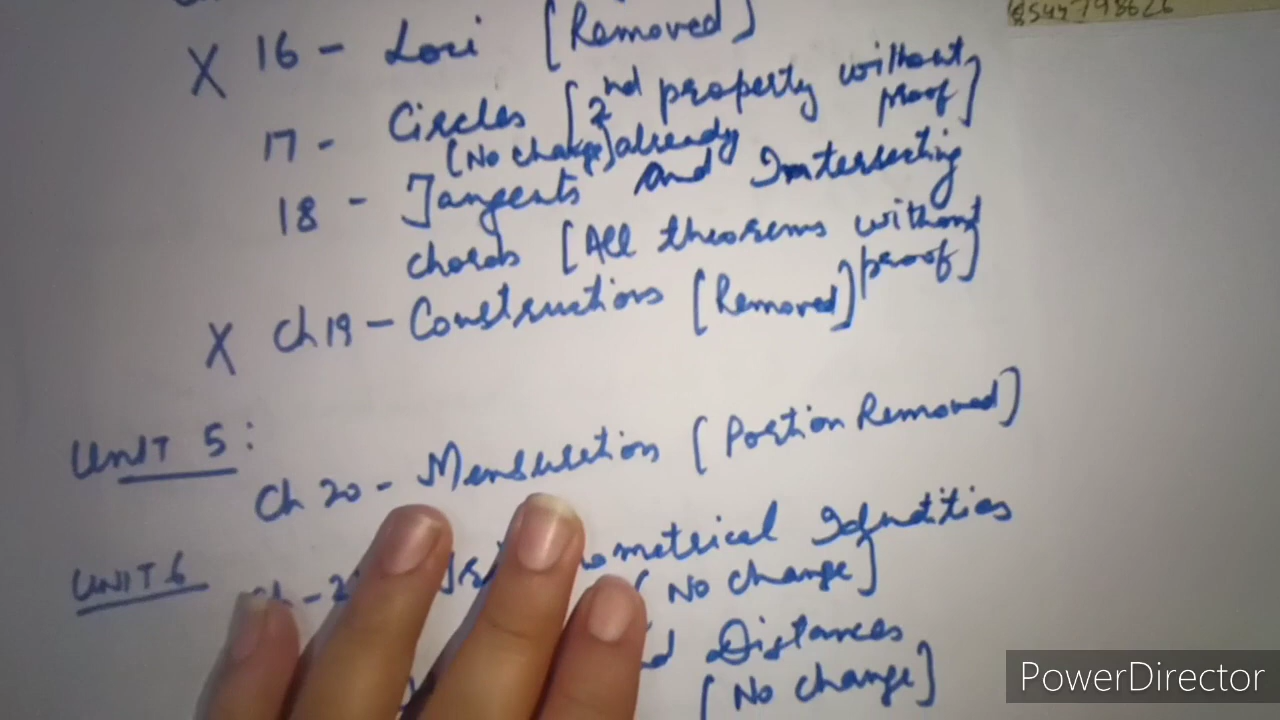 8544798626
X 16 - Loci [Removed]
17 - Circles [2nd property without proof]
(No change) already
18 - Tangents and Intersecting
chords [All theorems without proof]
X Ch 19 - Constructions [Removed]
UNIT 5:
Ch 20 - Mensuration [Portion Removed]
UNIT 6
Identities
[No change]
Distances
[No change]
PowerDirector